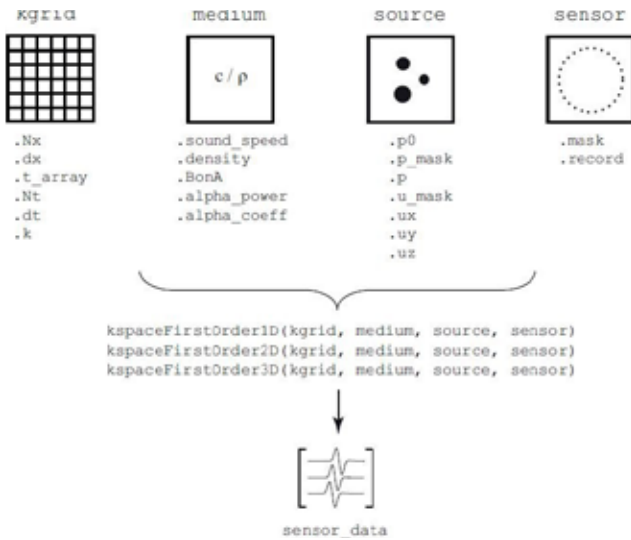 kgrid medium source sensor
c / ρ
.Nx .sound_speed .p0 .mask
.dx .density .p_mask .record
.t_array .BonA .p
.Nt .alpha_power .u_mask
.dt .alpha_coeff .ux
.k .uy
.uz
kspaceFirstOrder1D(kgrid, medium, source, sensor)
kspaceFirstOrder2D(kgrid, medium, source, sensor)
kspaceFirstOrder3D(kgrid, medium, source, sensor)
sensor_data